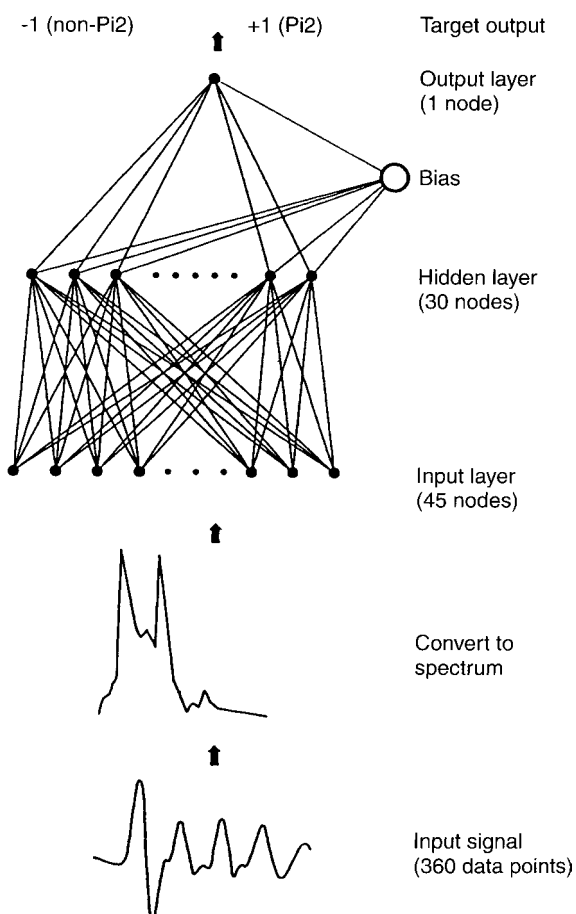 -1 (non-Pi2) +1 (Pi2) Target output
Output layer
(1 node)
Bias
Hidden layer
(30 nodes)
Input layer
(45 nodes)
Convert to
spectrum
Input signal
(360 data points)